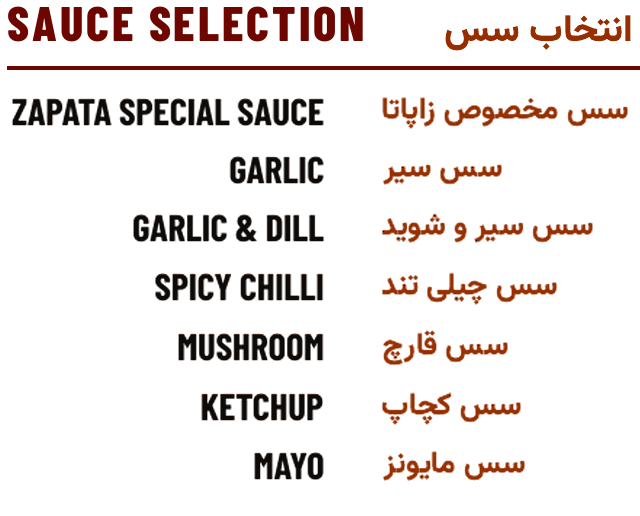 SAUCE SELECTION انتخاب سس
ZAPATA SPECIAL SAUCE سس مخصوص زاپاتا
GARLIC سس سیر
GARLIC & DILL سس سیر و شوید
SPICY CHILLI سس چیلی تند
MUSHROOM سس قارچ
KETCHUP سس کچاپ
MAYO سس مایونز